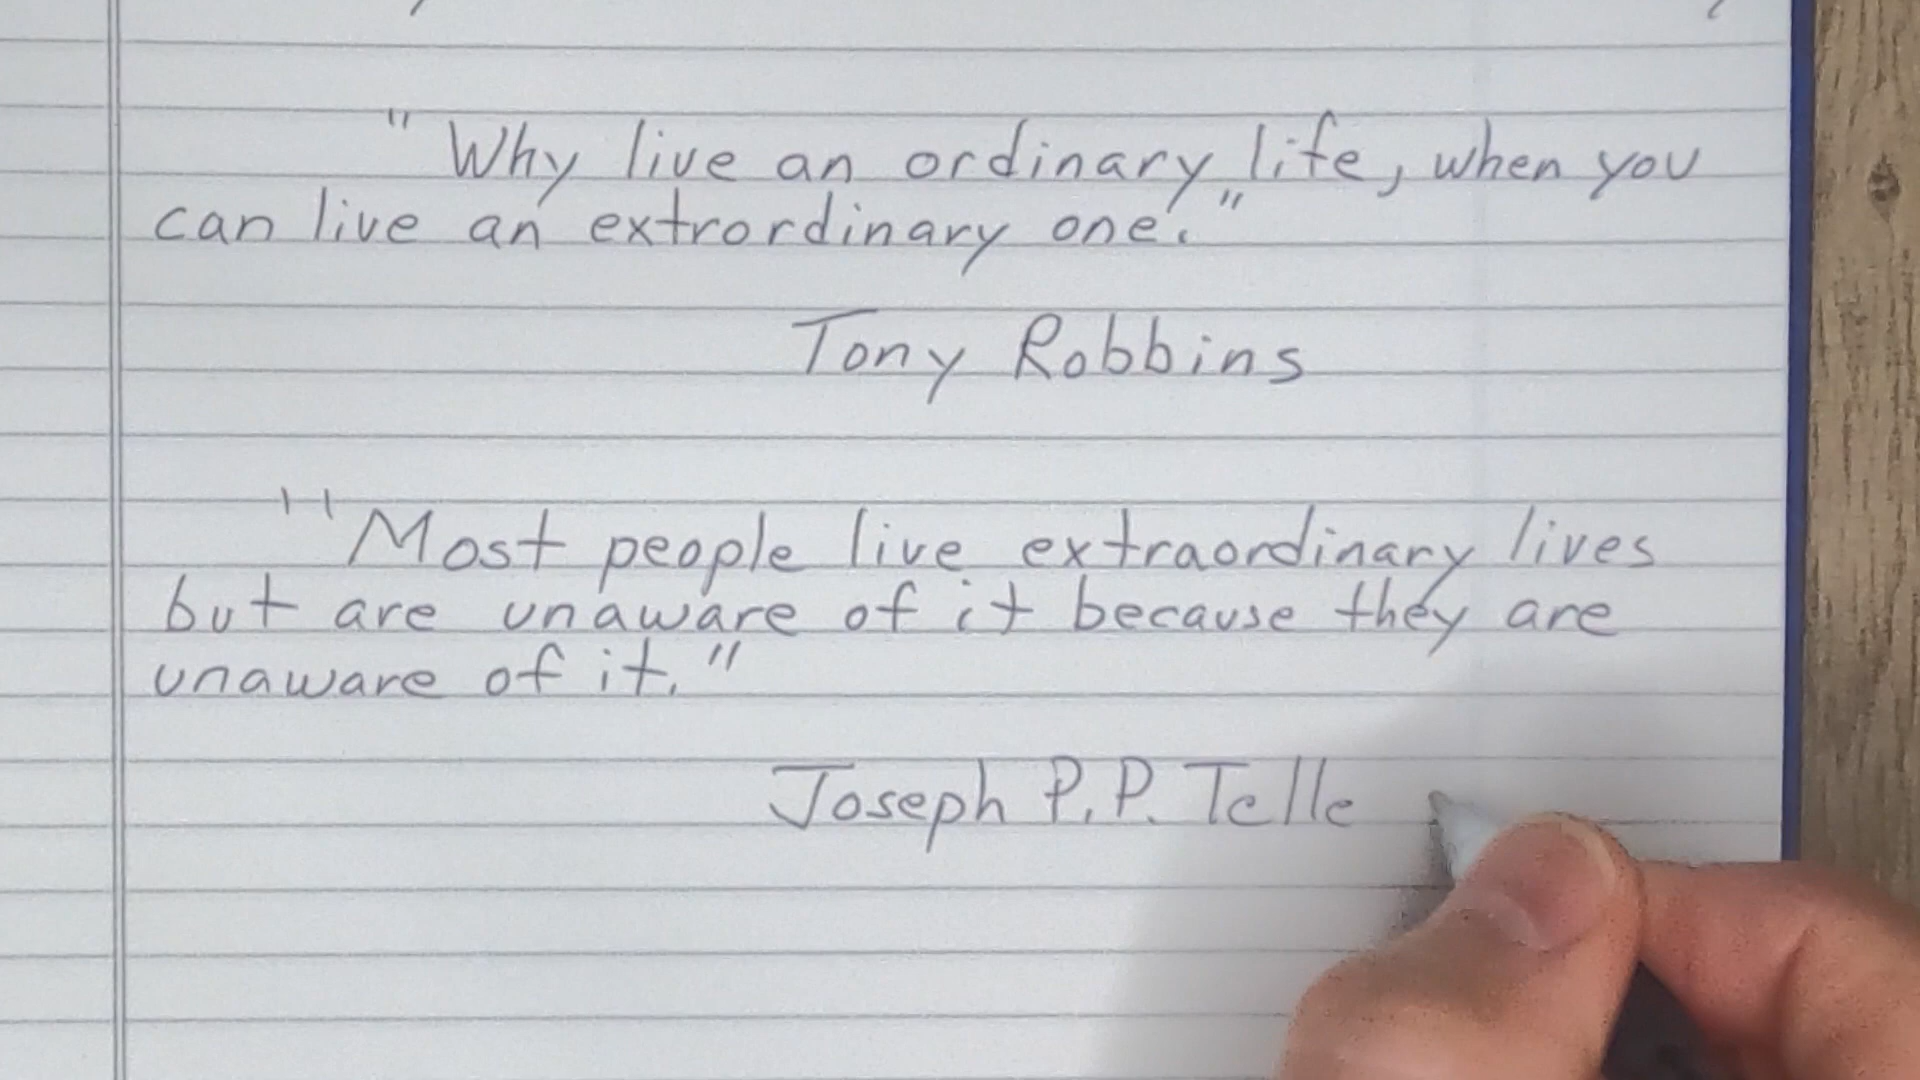 "Why live an ordinary life, when you
can live an extrordinary one."
Tony Robbins
"Most people live extraordinary lives
but are unaware of it because they are
unaware of it."
Joseph P.P. Telle